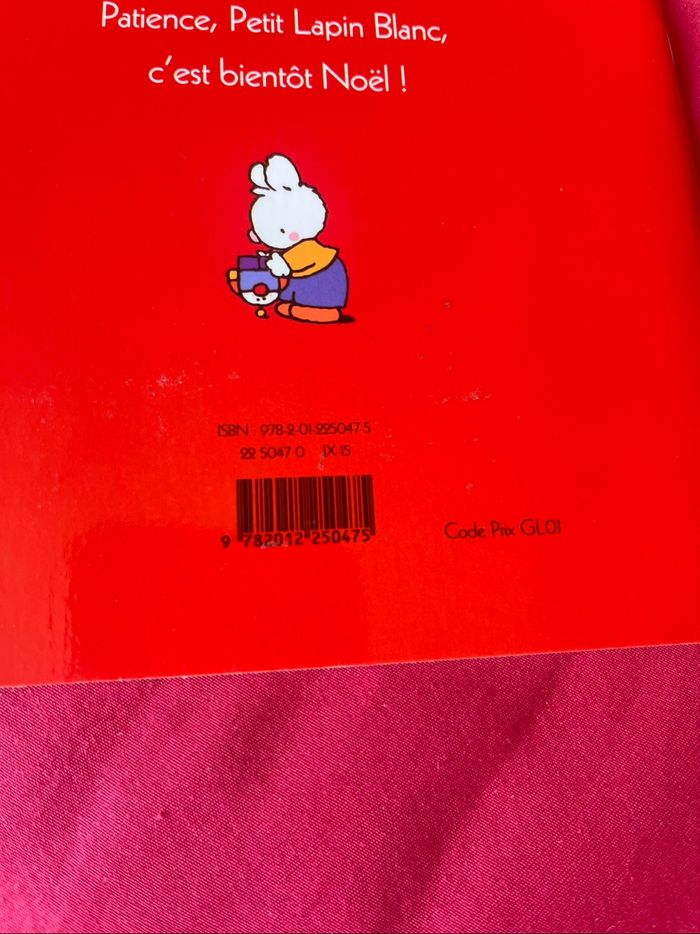 Patience, Petit Lapin Blanc,
c'est bientôt Noël !
ISBN : 978-2-01-225047-5
22 5047 0 IX-15
9 782012 250475
Code Prix GL01